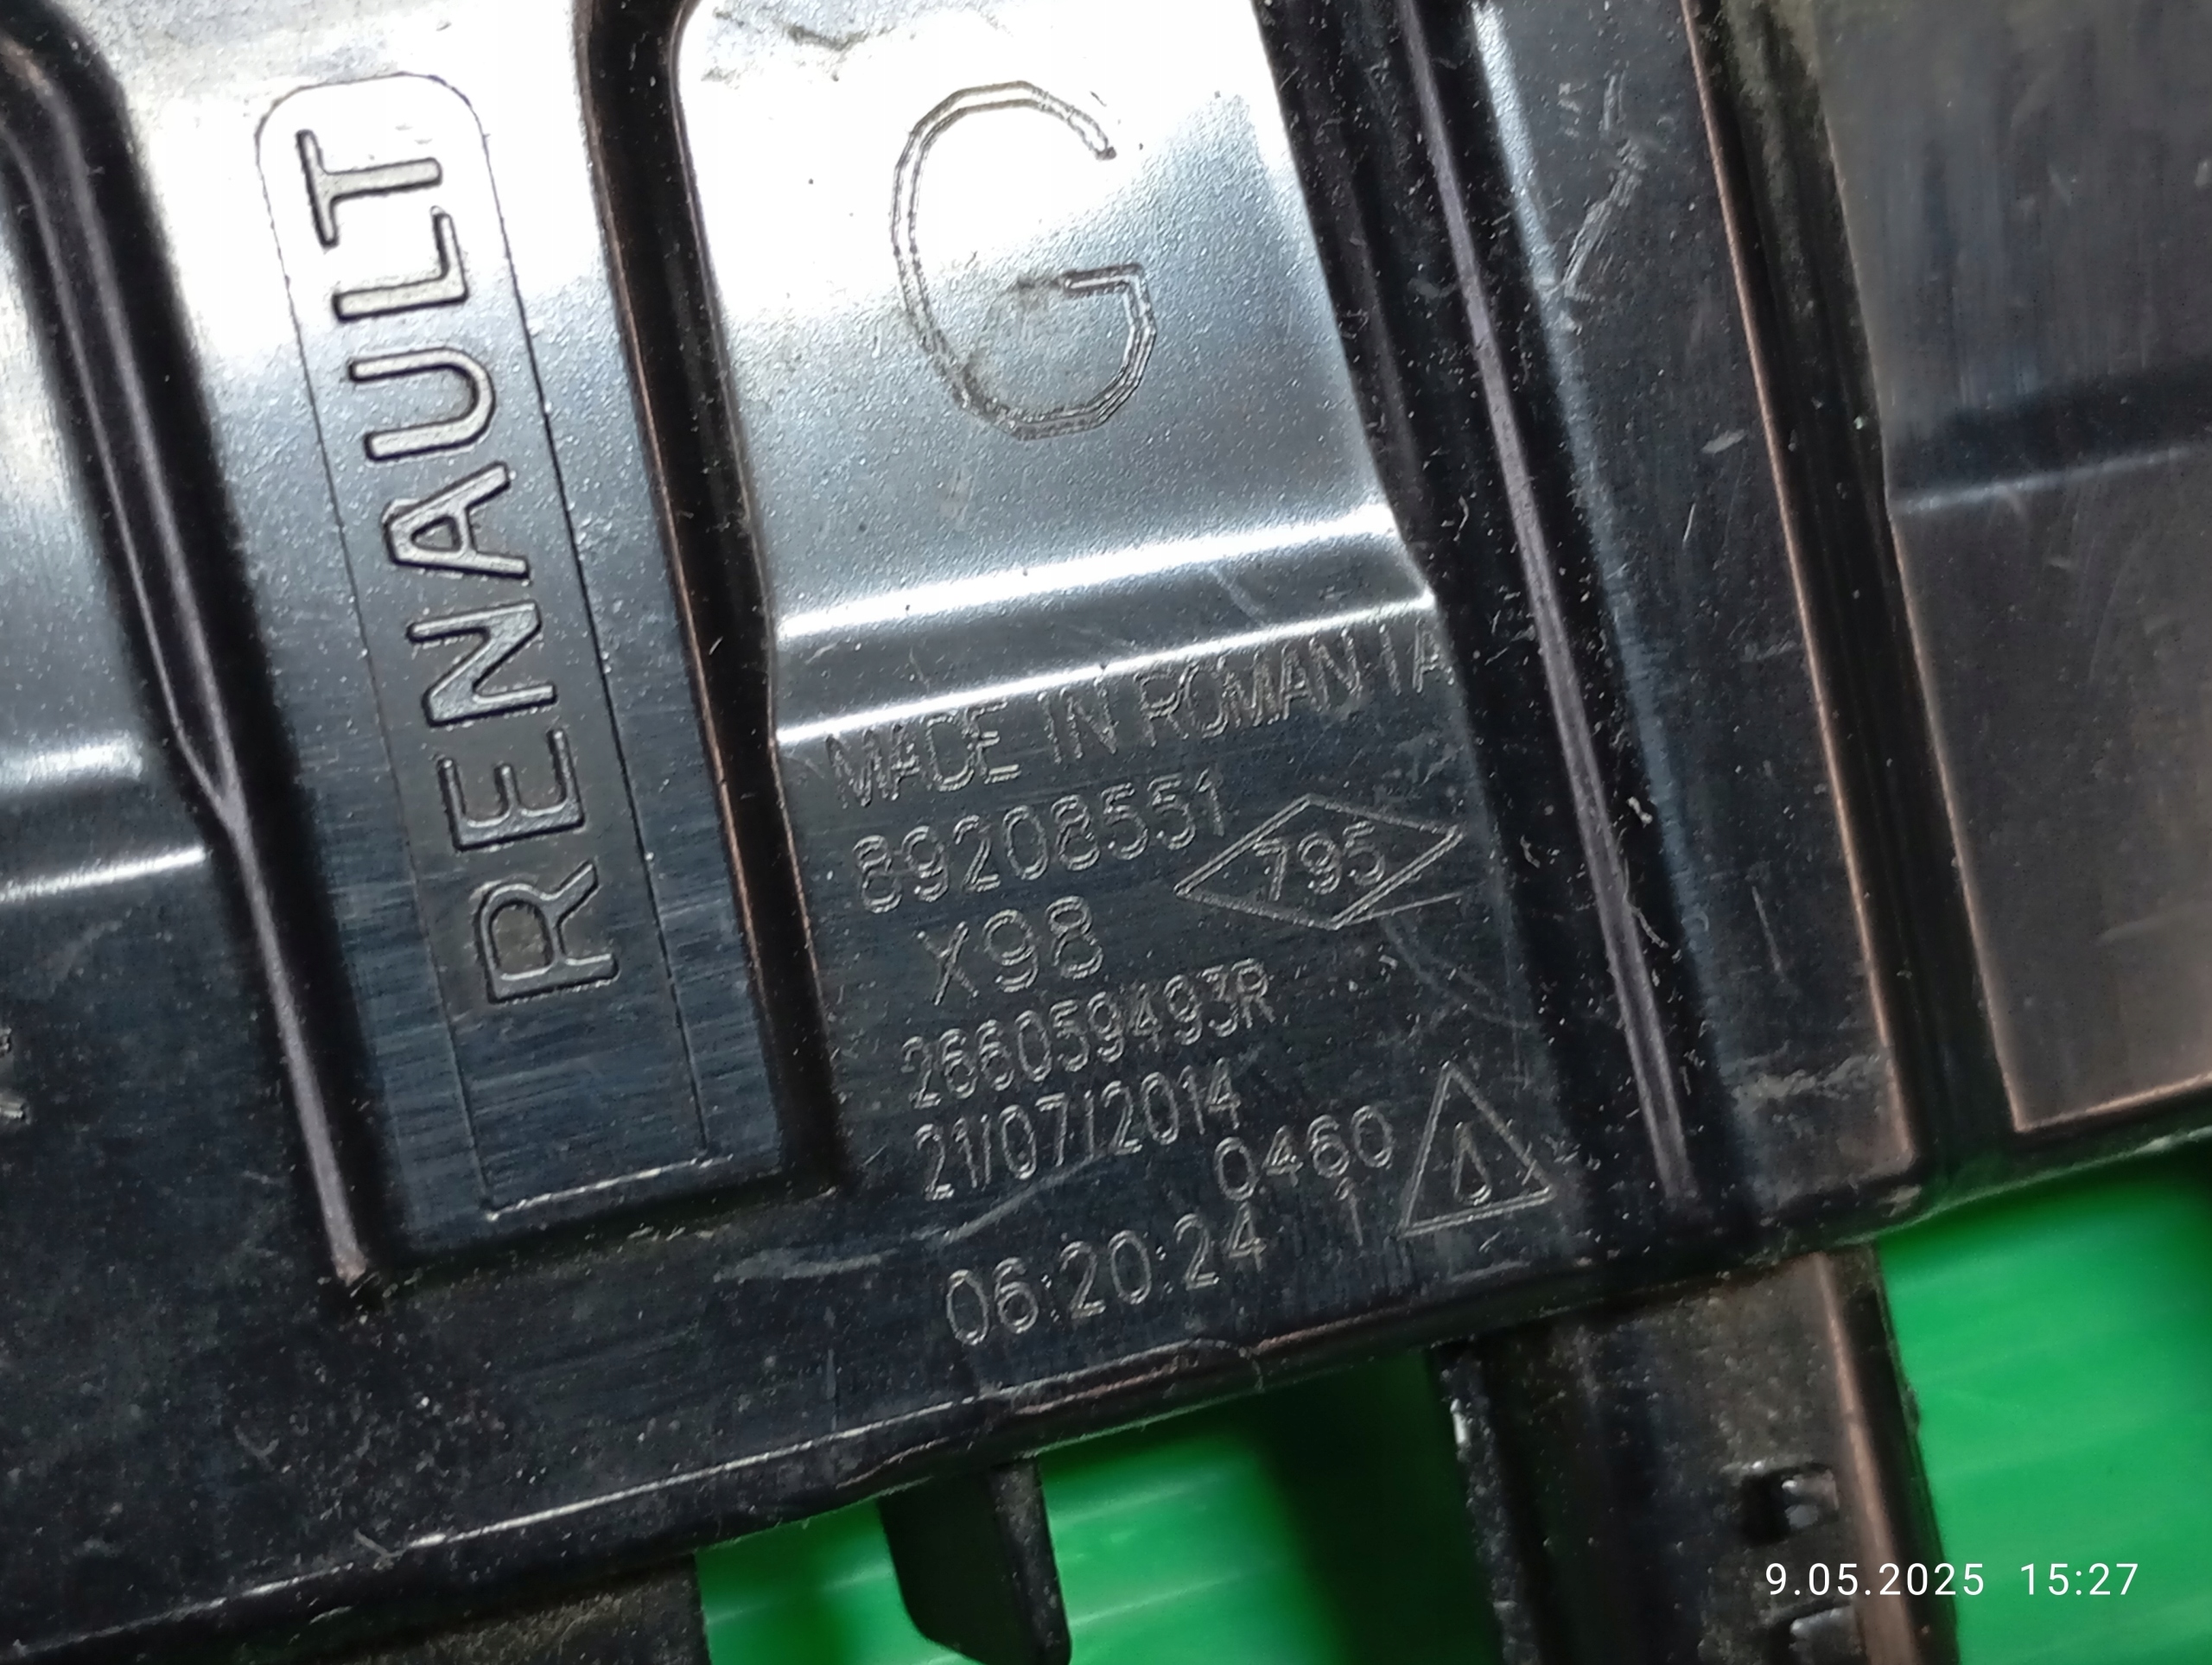 RENAULT
G
MADE IN ROMANIA
89208551
795
X98
266059493R
21/07/2014
0460
1
06:20:24
9.05.2025 15:27